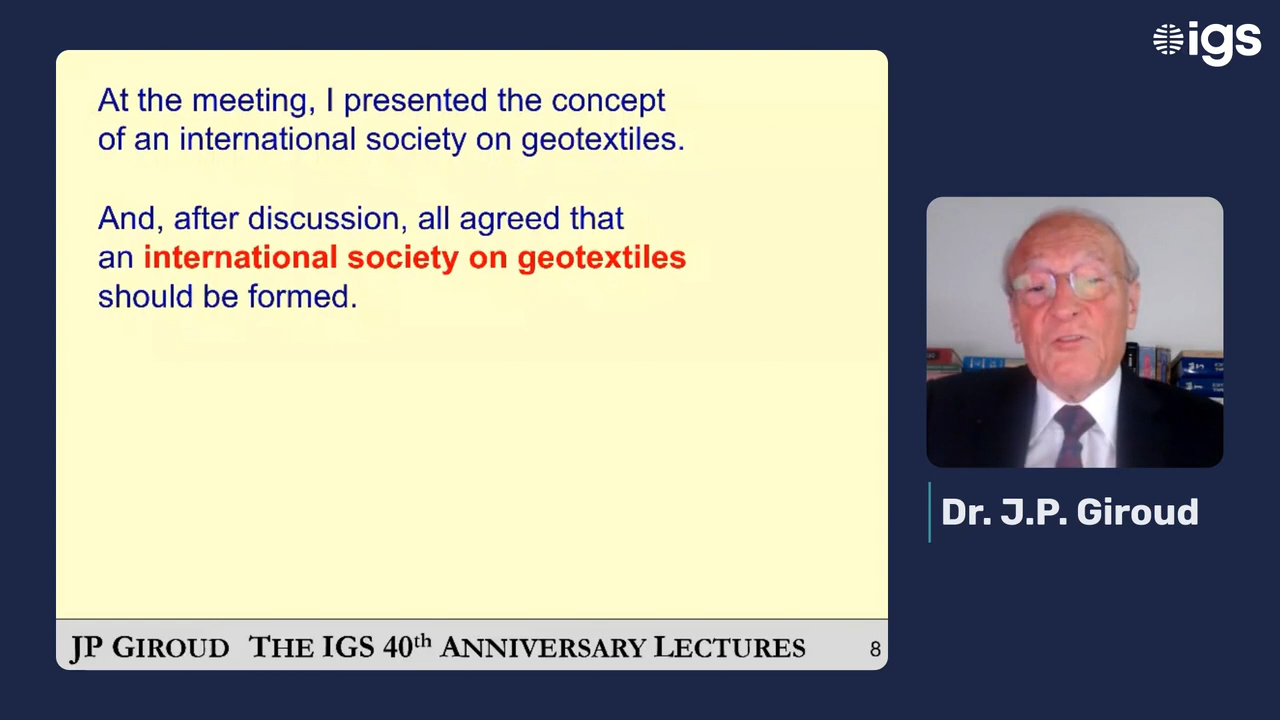 igs
At the meeting, I presented the concept
of an international society on geotextiles.
And, after discussion, all agreed that
an international society on geotextiles
should be formed.
Dr. J.P. Giroud
JP GIROUD THE IGS 40th ANNIVERSARY LECTURES 8